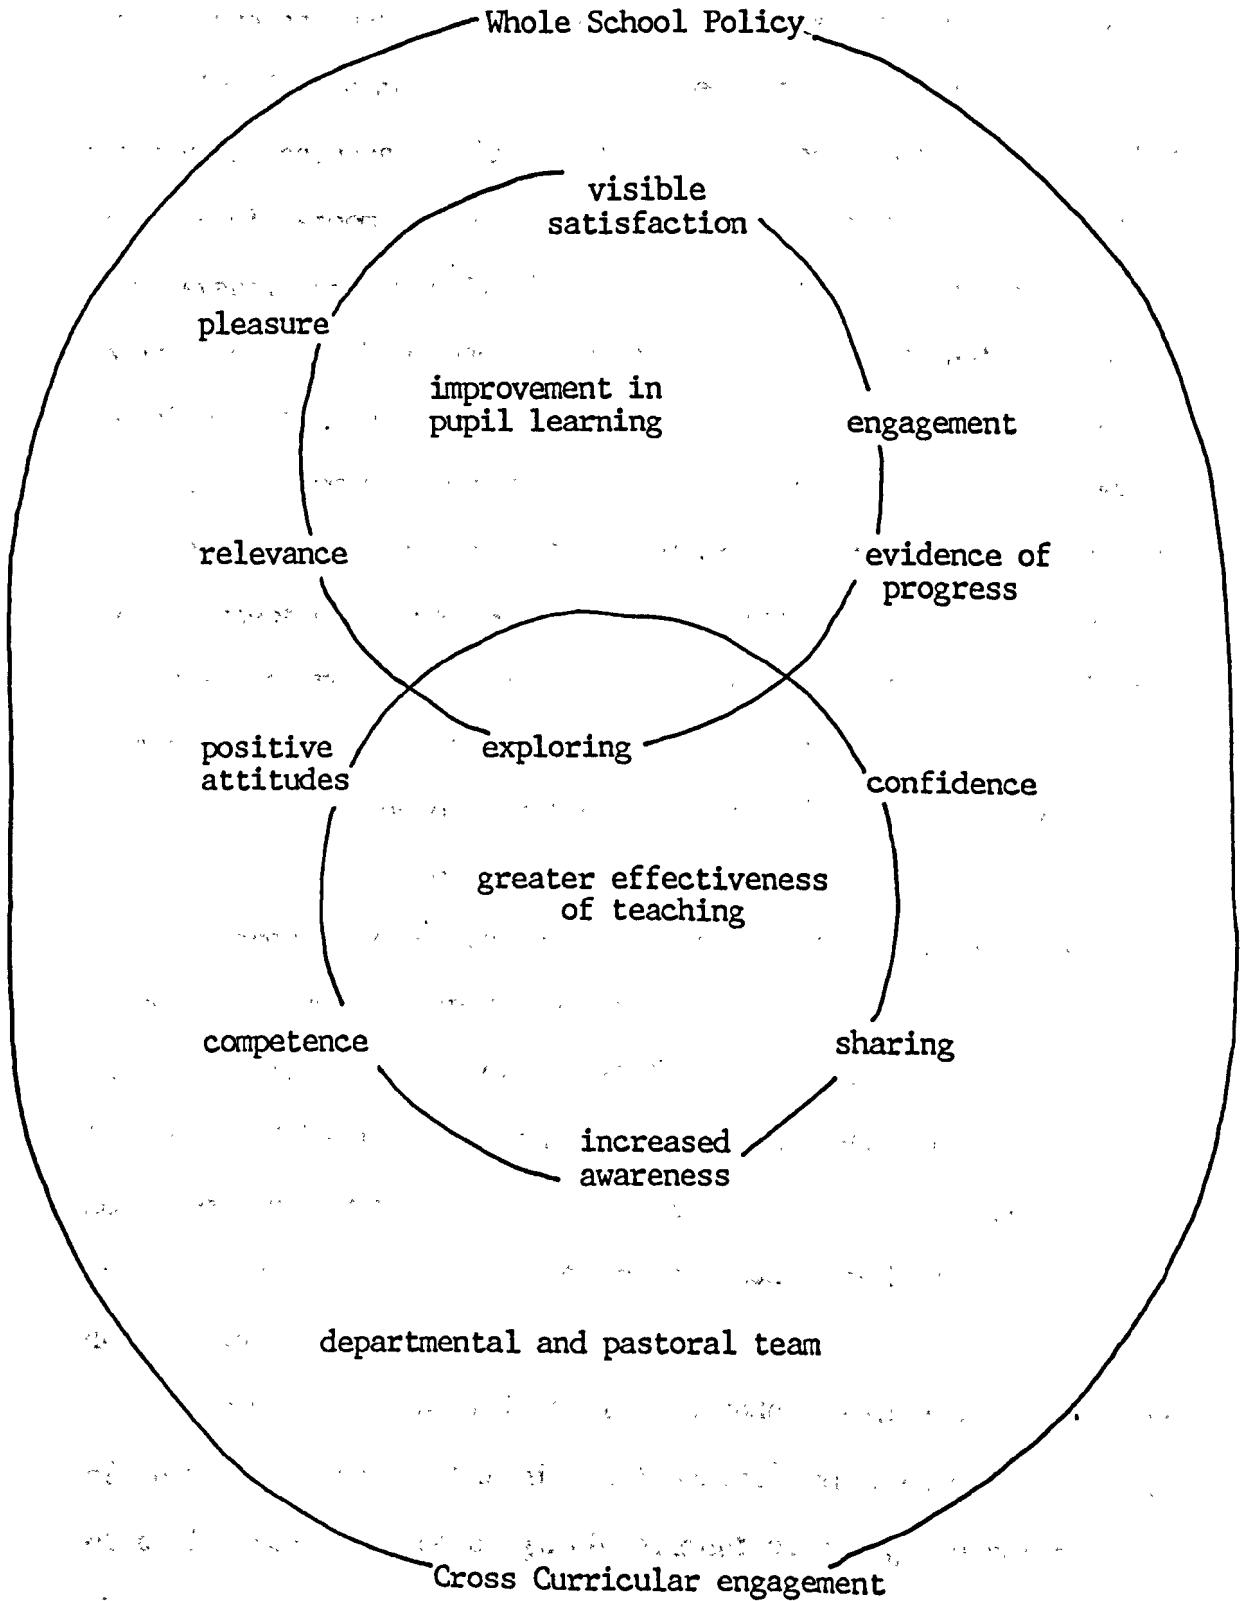 Whole School Policy
visible
satisfaction
pleasure
improvement in
pupil learning
engagement
relevance
evidence of
progress
positive
attitudes
exploring
confidence
greater effectiveness
of teaching
competence
sharing
increased
awareness
departmental and pastoral team
Cross Curricular engagement